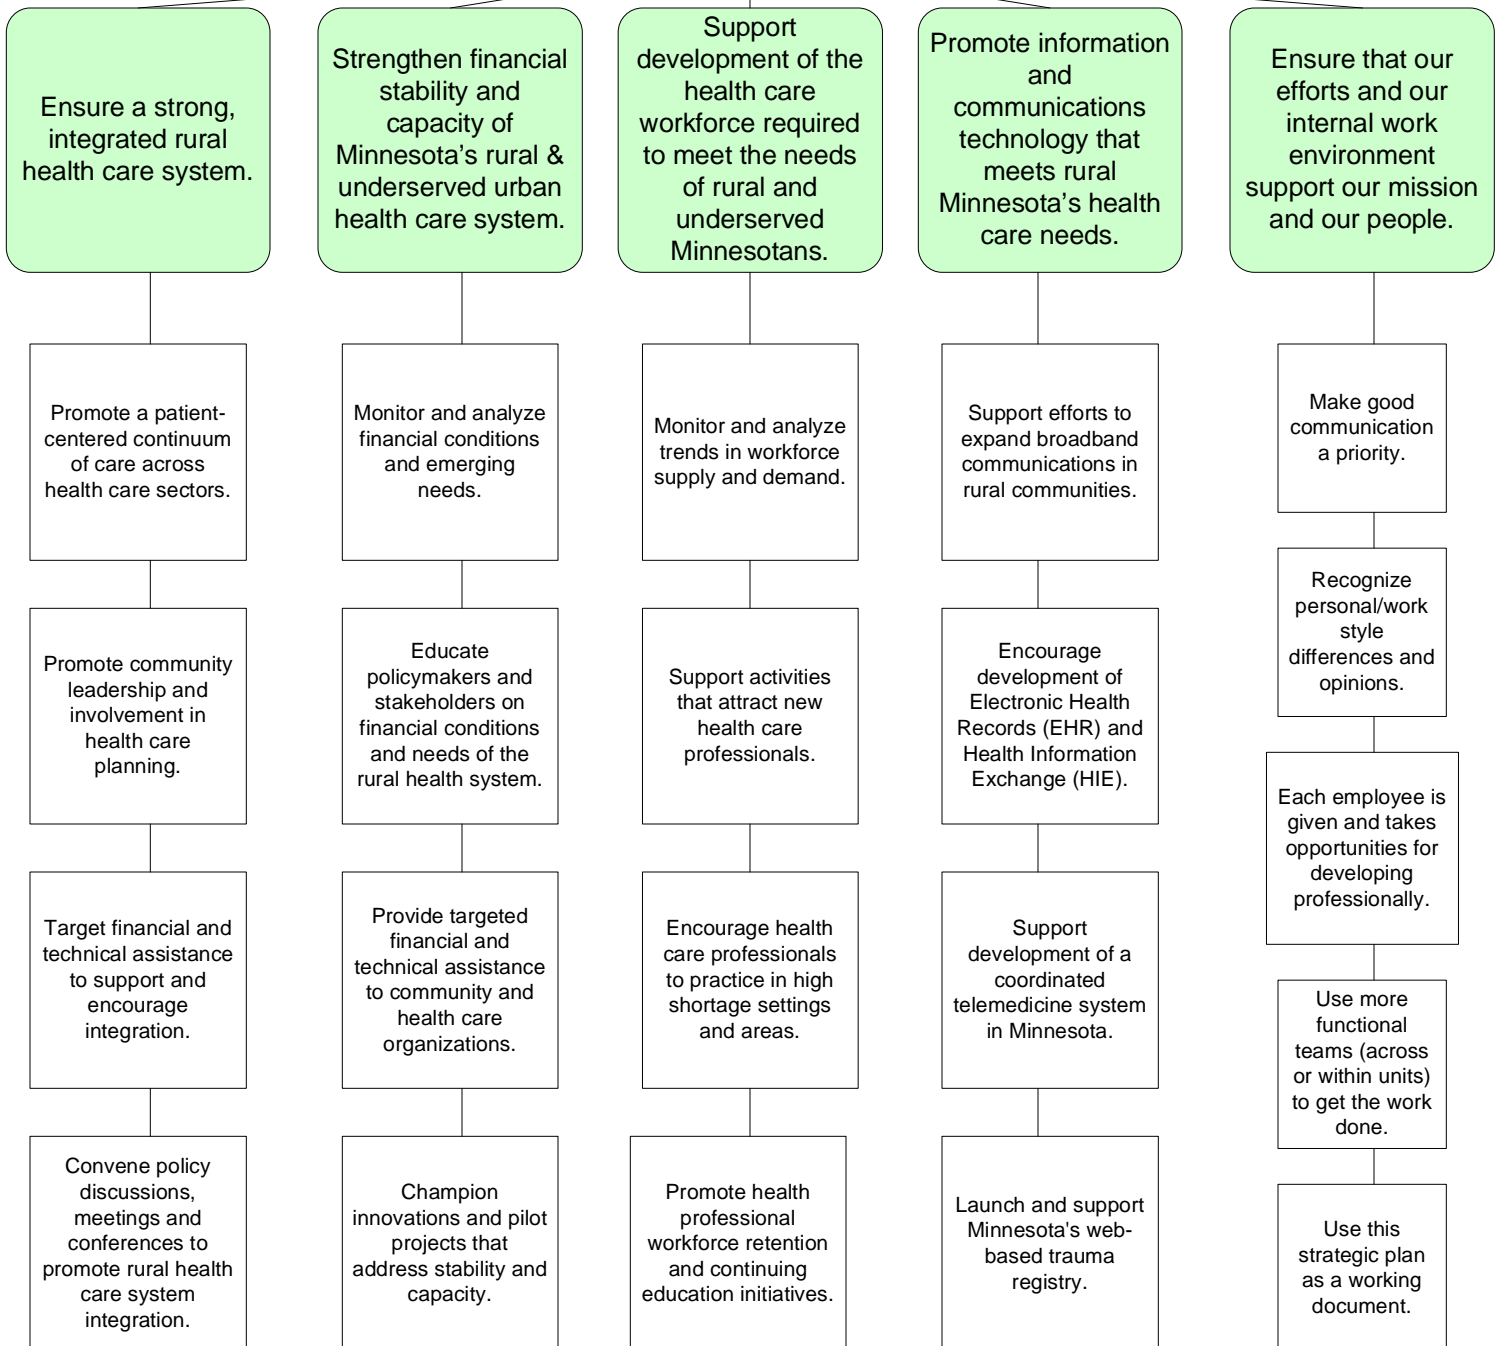 Ensure a strong,
integrated rural
health care system.
Promote a patient-
centered continuum
of care across
health care sectors.
Promote community
leadership and
involvement in
health care
planning.
Target financial and
technical assistance
to support and
encourage
integration.
Convene policy
discussions,
meetings and
conferences to
promote rural health
care system
integration.
Strengthen financial
stability and
capacity of
Minnesota's rural &
underserved urban
health care system.
Monitor and analyze
financial conditions
and emerging
needs.
Educate
policymakers and
stakeholders on
financial conditions
and needs of the
rural health system.
Provide targeted
financial and
technical assistance
to community and
health care
organizations.
Champion
innovations and pilot
projects that
address stability and
capacity.
Support
development of the
health care
workforce required
to meet the needs
of rural and
underserved
Minnesotans.
Monitor and analyze
trends in workforce
supply and demand.
Support activities
that attract new
health care
professionals.
Encourage health
care professionals
to practice in high
shortage settings
and areas.
Promote health
professional
workforce retention
and continuing
education initiatives.
Promote information
and
communications
technology that
meets rural
Minnesota's health
care needs.
Support efforts to
expand broadband
communications in
rural communities.
Encourage
development of
Electronic Health
Records (EHR) and
Health Information
Exchange (HIE).
Support
development of a
coordinated
telemedicine system
in Minnesota.
Launch and support
Minnesota's web-
based trauma
registry.
Ensure that our
efforts and our
internal work
environment
support our mission
and our people.
Make good
communication
a priority.
Recognize
personal/work
style
differences and
opinions.
Each employee is
given and takes
opportunities for
developing
professionally.
Use more
functional
teams (across
or within units)
to get the work
done.
Use this
strategic plan
as a working
document.